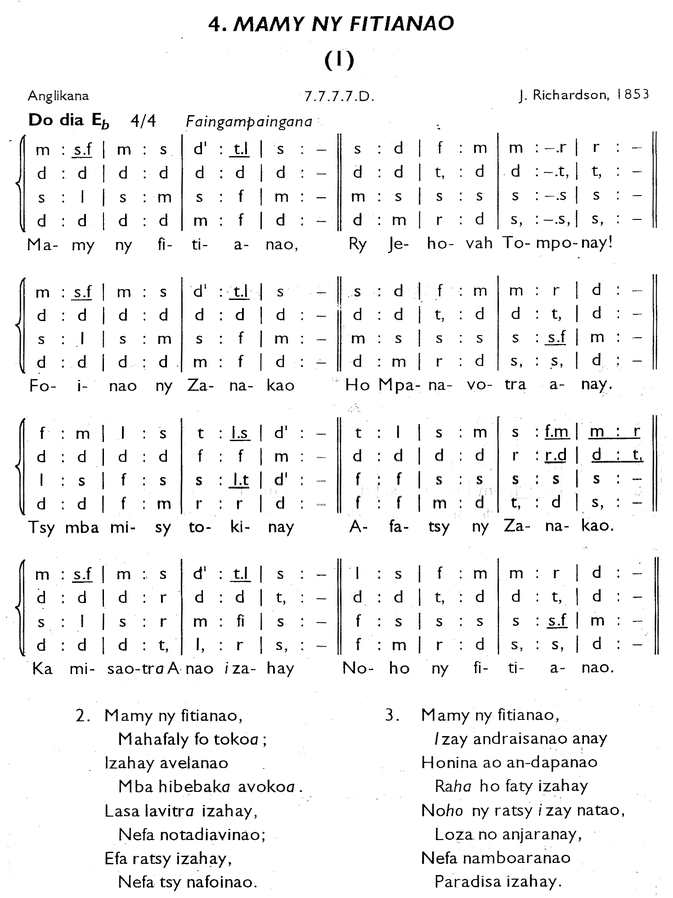 4. MAMY NY FITIANAO
(1)
Anglikana 7.7.7.7.D. J. Richardson, 1853
Do dia Eb 4/4 Faingampaingana
m : s.f | m : s | d' : t.l | s : – || s : d | f : m | m : –.r | r : – ||
d : d | d : d | d : d | d : – || d : d | t, : d | d : –.t, | t, : – ||
s : l | s : m | s : f | m : – || m : s | s : s | s : –.s | s : – ||
d : d | d : d | m : f | d : – || d : m | r : d | s, : –.s, | s, : – ||
Ma- my ny fi- ti- a- nao, Ry Je- ho- vah To- mpo- nay!
m : s.f | m : s | d' : t.l | s : – || s : d | f : m | m : r | d : – ||
d : d | d : d | d : d | d : – || d : d | t, : d | d : t, | d : – ||
s : l | s : m | s : f | m : – || m : s | s : s | s : s.f | m : – ||
d : d | d : d | m : f | d : – || d : m | r : d | s, : s, | d : – ||
Fo- i- nao ny Za- na- kao Ho Mpa- na- vo- tra a- nay.
f : m | l : s | t : l.s | d' : – || t : l | s : m | s : f.m | m : r ||
d : d | d : d | f : f | m : – || d : d | d : d | r : r.d | d : t, ||
l : s | f : s | s : l.t | d' : – || f : f | s : s | s : s | s : – ||
d : d | f : m | r : r | d : – || f : f | m : d | t, : d | s, : – ||
Tsy mba mi- sy to- ki- nay A- fa- tsy ny Za- na- kao.
m : s.f | m : s | d' : t.l | s : – || l : s | f : m | m : r | d : – ||
d : d | d : r | d : d | t, : – || d : d | t, : d | d : t, | d : – ||
s : l | s : r | m : fi | s : – || f : s | s : s | s : s.f | m : – ||
d : d | d : t, | l, : r | s, : – || f : m | r : d | s, : s, | d : – ||
Ka mi- sao-tra A- nao iza- hay No- ho ny fi- ti- a- nao.
2. Mamy ny fitianao,
Mahafaly fo tokoa ;
Izahay avelanao
Mba hibebaka avokoa .
Lasa lavitra izahay,
Nefa notadiavinao;
Efa ratsy izahay,
Nefa tsy nafoinao.
3. Mamy ny fitianao,
Izay andraisanao anay
Honina ao an-dapanao
Raha ho faty izahay
Noho ny ratsy izay natao,
Loza no anjaranay,
Nefa namboaranao
Paradisa izahay.